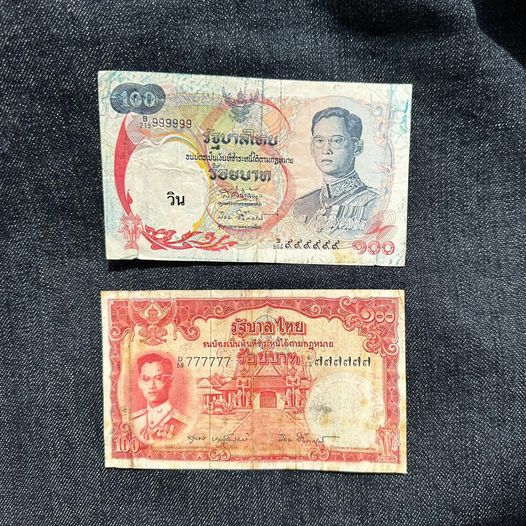 100
B
215 999999
รัฐบาลไทย
ธนบัตรเป็นเงินที่ชำระหนี้ได้ตามกฎหมาย
ร้อยบาท
วิน
๙๙๙๙๙๙
๑๐๐
๑๐๐
รัฐบาลไทย
ธนบัตรเป็นเงินที่ชำระหนี้ได้ตามกฎหมาย
D
58 777777
ร้อยบาท
๗๗๗๗๗๗
100